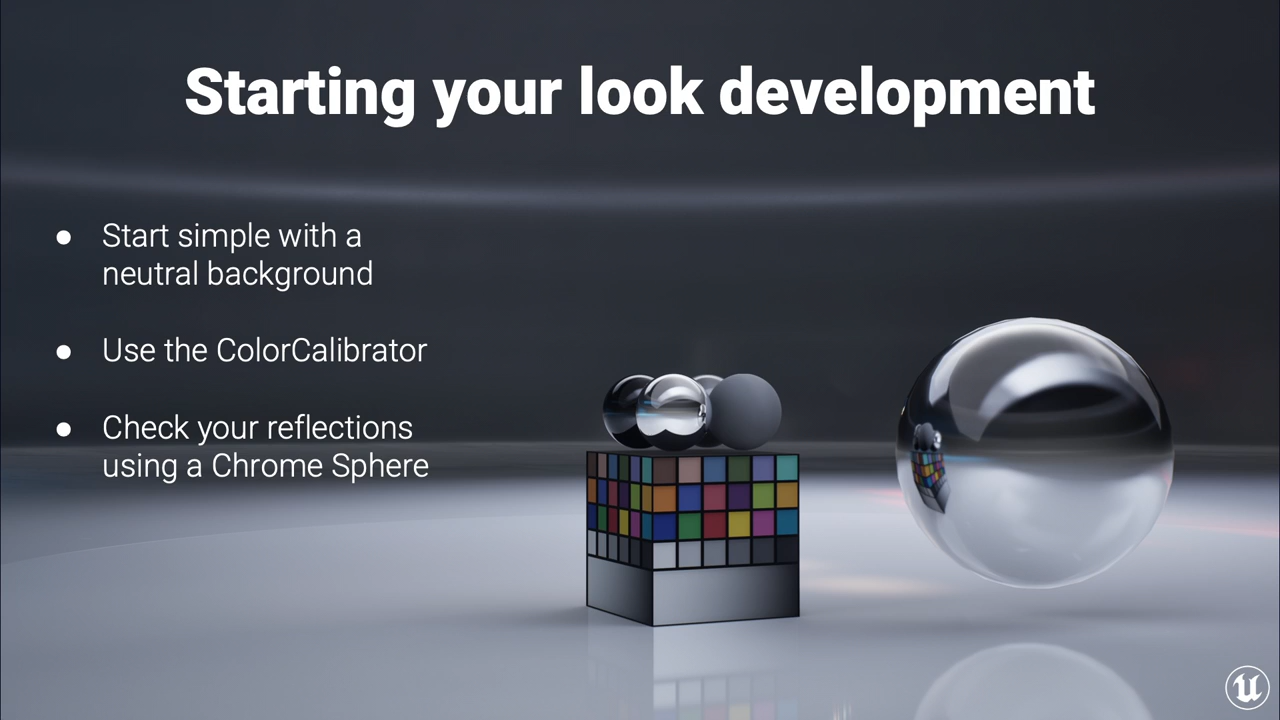 Starting your look development
● Start simple with a
neutral background
● Use the ColorCalibrator
● Check your reflections
using a Chrome Sphere